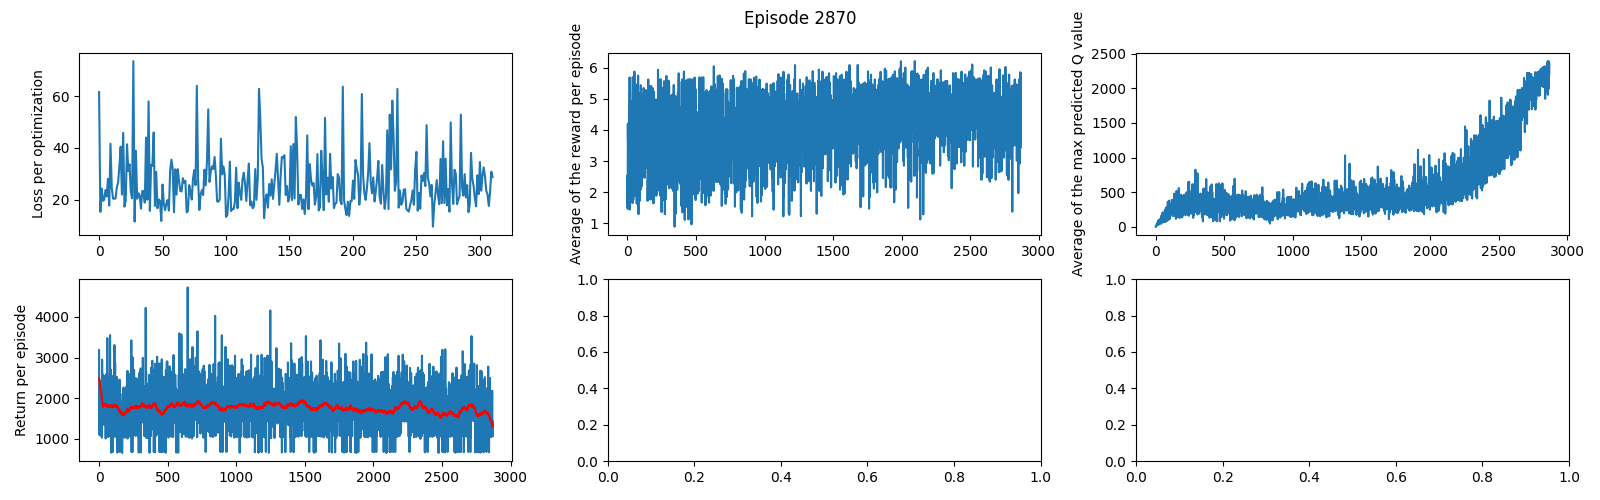 Episode 2870
Loss per optimization
60
40
20
0 50 100 150 200 250 300
Average of the reward per episode
6
5
4
3
2
1
0 500 1000 1500 2000 2500 3000
Average of the max predicted Q value
2500
2000
1500
1000
500
0
0 500 1000 1500 2000 2500 3000
Return per episode
4000
3000
2000
1000
0 500 1000 1500 2000 2500 3000
1.0
0.8
0.6
0.4
0.2
0.0
0.0 0.2 0.4 0.6 0.8 1.0
1.0
0.8
0.6
0.4
0.2
0.0
0.0 0.2 0.4 0.6 0.8 1.0